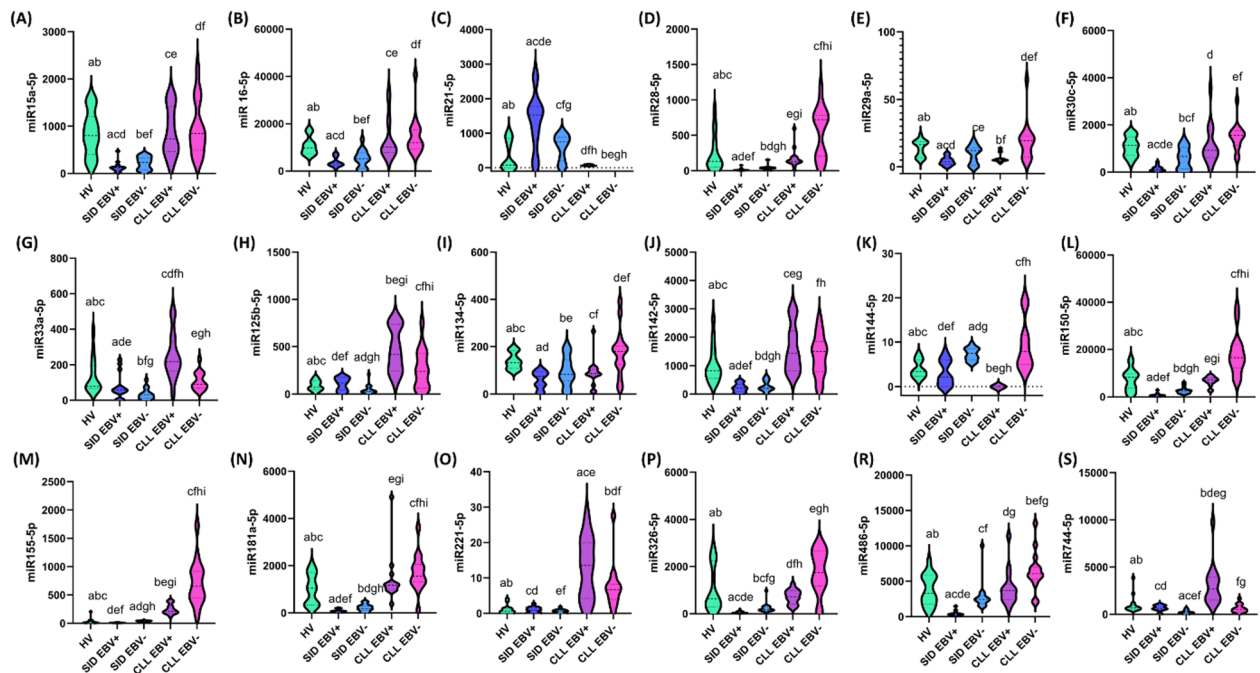 (A)
miR15a-5p
3000
2000
1000
0
ab
acd
bef
ce
df
HV
SID EBV+
SID EBV-
CLL EBV+
CLL EBV-
(B)
miR 16-5p
60000
40000
20000
0
ab
acd
bef
ce
df
HV
SID EBV+
SID EBV-
CLL EBV+
CLL EBV-
(C)
miR21-5p
4000
3000
2000
1000
0
ab
acde
cfg
dfh
begh
HV
SID EBV+
SID EBV-
CLL EBV+
CLL EBV-
(D)
miR28-5p
2000
1500
1000
500
0
abc
adef
bdgh
egi
cfhi
HV
SID EBV+
SID EBV-
CLL EBV+
CLL EBV-
(E)
miR29a-5p
100
50
0
ab
acd
ce
bf
def
HV
SID EBV+
SID EBV-
CLL EBV+
CLL EBV-
(F)
miR30c-5p
6000
4000
2000
0
ab
acde
bcf
d
ef
HV
SID EBV+
SID EBV-
CLL EBV+
CLL EBV-
(G)
miR33a-5p
800
600
400
200
0
abc
ade
bfg
cdfh
egh
HV
SID EBV+
SID EBV-
CLL EBV+
CLL EBV-
(H)
miR125b-5p
1500
1000
500
0
abc
def
adgh
begi
cfhi
HV
SID EBV+
SID EBV-
CLL EBV+
CLL EBV-
(I)
miR134-5p
600
400
200
0
abc
ad
be
cf
def
HV
SID EBV+
SID EBV-
CLL EBV+
CLL EBV-
(J)
miR142-5p
5000
4000
3000
2000
1000
0
abc
adef
bdgh
ceg
fh
HV
SID EBV+
SID EBV-
CLL EBV+
CLL EBV-
(K)
miR144-5p
30
20
10
0
abc
def
adg
begh
cfh
HV
SID EBV+
SID EBV-
CLL EBV+
CLL EBV-
(L)
miR150-5p
60000
40000
20000
0
abc
adef
bdgh
egi
cfhi
HV
SID EBV+
SID EBV-
CLL EBV+
CLL EBV-
(M)
miR155-5p
2500
2000
1500
1000
500
0
abc
def
adgh
begi
cfhi
HV
SID EBV+
SID EBV-
CLL EBV+
CLL EBV-
(N)
miR181a-5p
6000
4000
2000
0
abc
adef
bdgh
egi
cfhi
HV
SID EBV+
SID EBV-
CLL EBV+
CLL EBV-
(O)
miR221-5p
40
30
20
10
0
ab
cd
ef
ace
bdf
HV
SID EBV+
SID EBV-
CLL EBV+
CLL EBV-
(P)
miR326-5p
6000
4000
2000
0
ab
acde
bcfg
dfh
egh
HV
SID EBV+
SID EBV-
CLL EBV+
CLL EBV-
(R)
miR486-5p
20000
15000
10000
5000
0
ab
acde
cf
dg
befg
HV
SID EBV+
SID EBV-
CLL EBV+
CLL EBV-
(S)
miR744-5p
15000
10000
5000
0
ab
cd
acef
bdeg
fg
HV
SID EBV+
SID EBV-
CLL EBV+
CLL EBV-